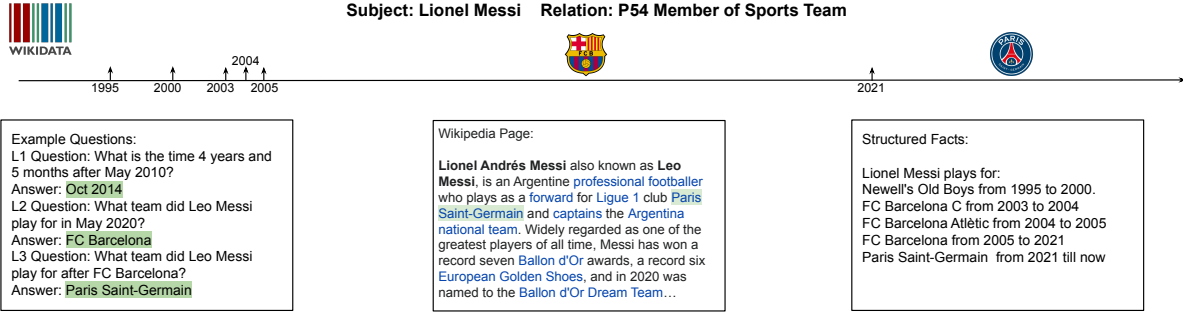 Subject: Lionel Messi Relation: P54 Member of Sports Team
WIKIDATA
FCB
PARIS
SAINT-GERMAIN
2004
1995
2000
2003
2005
2021
Example Questions:
L1 Question: What is the time 4 years and
5 months after May 2010?
Answer: Oct 2014
L2 Question: What team did Leo Messi
play for in May 2020?
Answer: FC Barcelona
L3 Question: What team did Leo Messi
play for after FC Barcelona?
Answer: Paris Saint-Germain
Wikipedia Page:
Lionel Andrés Messi also known as Leo
Messi, is an Argentine professional footballer
who plays as a forward for Ligue 1 club Paris
Saint-Germain and captains the Argentina
national team. Widely regarded as one of the
greatest players of all time, Messi has won a
record seven Ballon d'Or awards, a record six
European Golden Shoes, and in 2020 was
named to the Ballon d'Or Dream Team…
Structured Facts:
Lionel Messi plays for:
Newell's Old Boys from 1995 to 2000.
FC Barcelona C from 2003 to 2004
FC Barcelona Atlètic from 2004 to 2005
FC Barcelona from 2005 to 2021
Paris Saint-Germain from 2021 till now